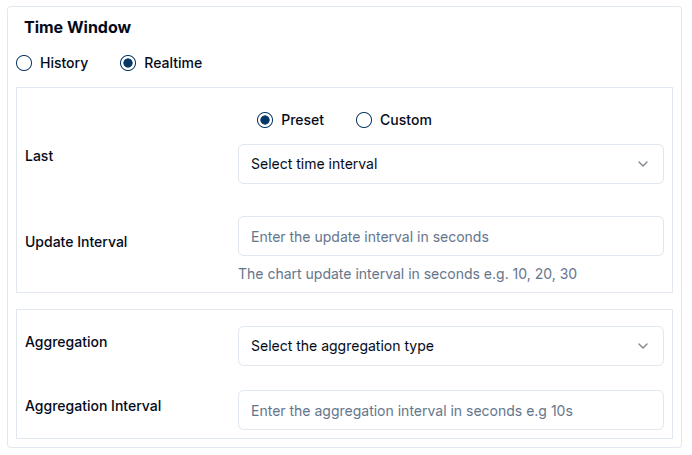 Time Window
History Realtime
Preset Custom
Last
Select time interval
Update Interval
Enter the update interval in seconds
The chart update interval in seconds e.g. 10, 20, 30
Aggregation
Select the aggregation type
Aggregation Interval
Enter the aggregation interval in seconds e.g 10s